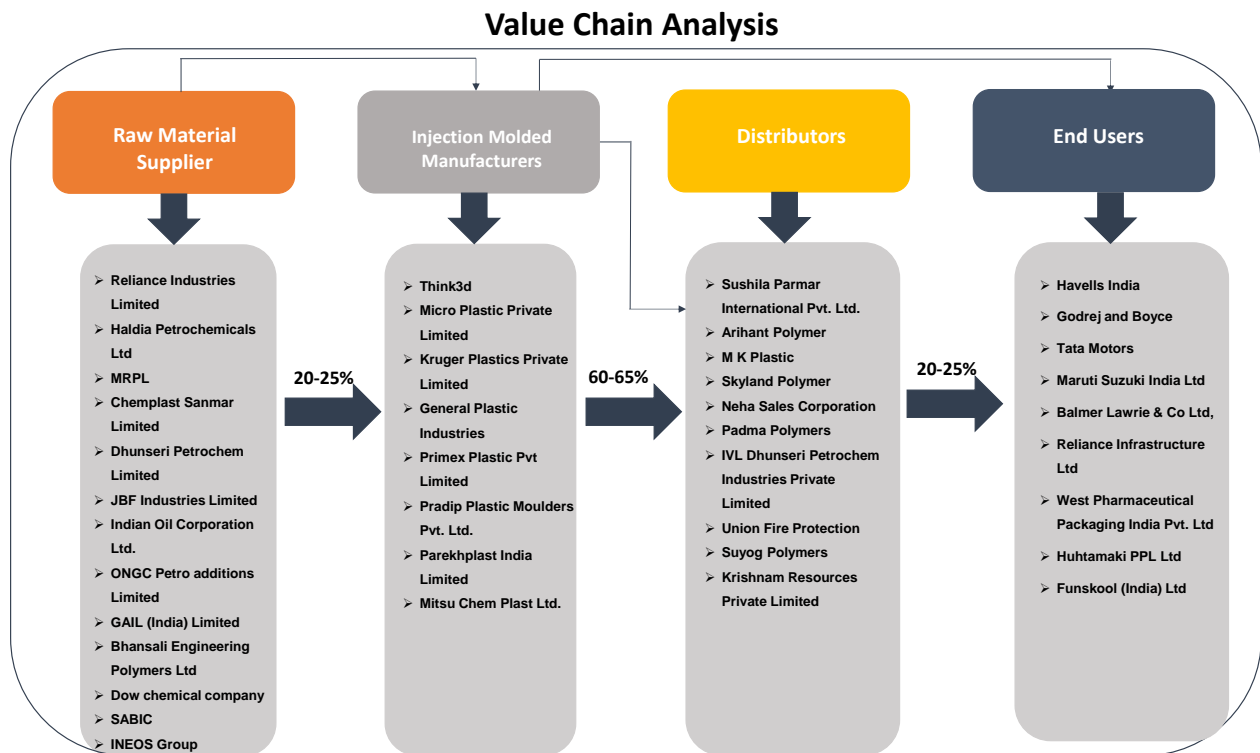 Value Chain Analysis
Raw Material
Supplier
Injection Molded
Manufacturers
Distributors
End Users
➢ Reliance Industries
Limited
➢ Haldia Petrochemicals
Ltd
➢ MRPL
➢ Chemplast Sanmar
Limited
➢ Dhunseri Petrochem
Limited
➢ JBF Industries Limited
➢ Indian Oil Corporation
Ltd.
➢ ONGC Petro additions
Limited
➢ GAIL (India) Limited
➢ Bhansali Engineering
Polymers Ltd
➢ Dow chemical company
➢ SABIC
➢ INEOS Group
20-25%
➢ Think3d
➢ Micro Plastic Private
Limited
➢ Kruger Plastics Private
Limited
➢ General Plastic
Industries
➢ Primex Plastic Pvt
Limited
➢ Pradip Plastic Moulders
Pvt. Ltd.
➢ Parekhplast India
Limited
➢ Mitsu Chem Plast Ltd.
60-65%
➢ Sushila Parmar
International Pvt. Ltd.
➢ Arihant Polymer
➢ M K Plastic
➢ Skyland Polymer
➢ Neha Sales Corporation
➢ Padma Polymers
➢ IVL Dhunseri Petrochem
Industries Private
Limited
➢ Union Fire Protection
➢ Suyog Polymers
➢ Krishnam Resources
Private Limited
20-25%
➢ Havells India
➢ Godrej and Boyce
➢ Tata Motors
➢ Maruti Suzuki India Ltd
➢ Balmer Lawrie & Co Ltd,
➢ Reliance Infrastructure
Ltd
➢ West Pharmaceutical
Packaging India Pvt. Ltd
➢ Huhtamaki PPL Ltd
➢ Funskool (India) Ltd